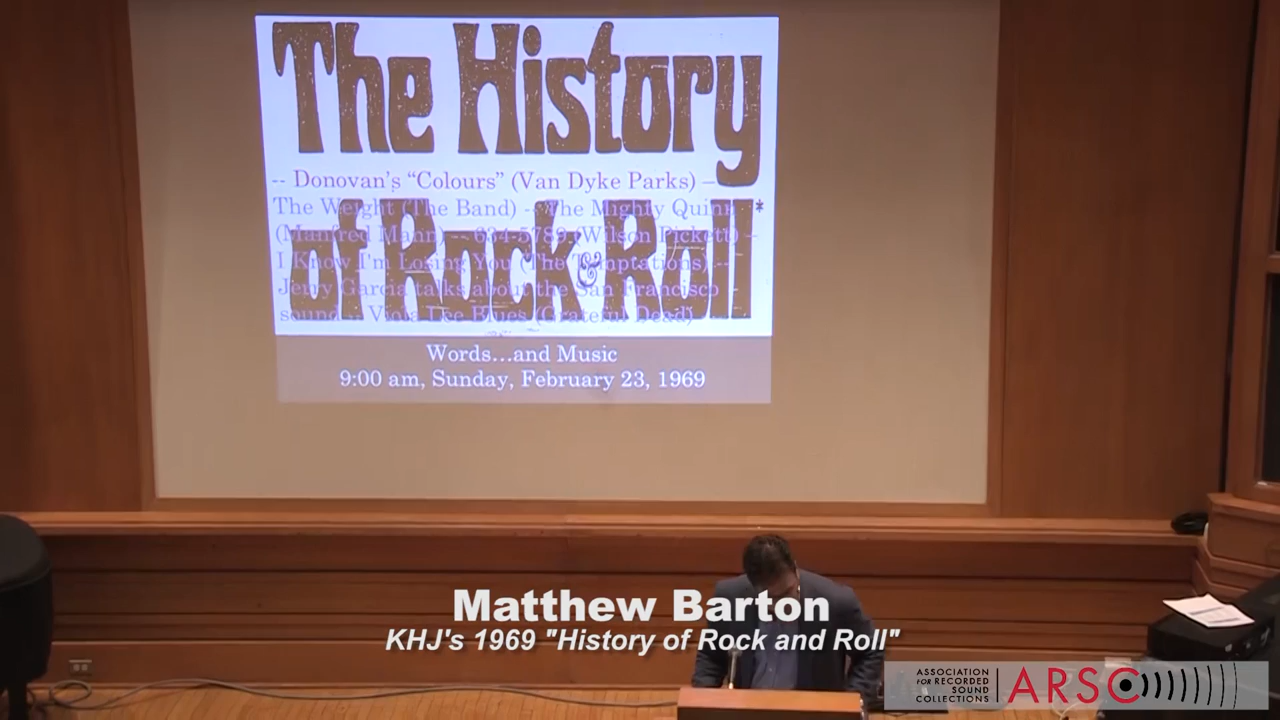 The History
-- Donovan's “Colours” (Van Dyke Parks) –
The Weight (The Band) -- The Mighty Quinn *
(Manfred Mann) -- 634-5789 (Wilson Pickett) –
of Rock & Roll
I Know I'm Losing You (The Temptations) --
Jerry Garcia talks about the San Francisco
sound -- Viola Lee Blues (Grateful Dead)
Words...and Music
9:00 am, Sunday, February 23, 1969
Matthew Barton
KHJ's 1969 "History of Rock and Roll"
ASSOCIATION
FOR RECORDED
SOUND
COLLECTIONS
ARSC